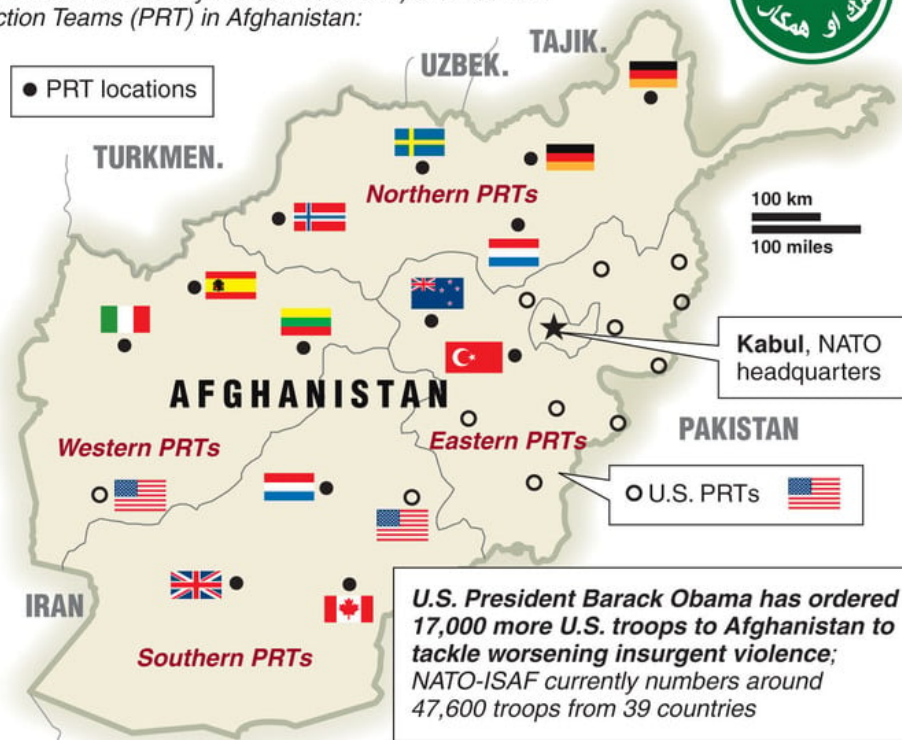 ction Teams (PRT) in Afghanistan:
او همکار
● PRT locations
UZBEK.
TAJIK.
TURKMEN.
Northern PRTs
100 km
100 miles
Kabul, NATO
headquarters
AFGHANISTAN
Western PRTs
Eastern PRTs
PAKISTAN
U.S. PRTs
IRAN
Southern PRTs
U.S. President Barack Obama has ordered
17,000 more U.S. troops to Afghanistan to
tackle worsening insurgent violence;
NATO-ISAF currently numbers around
47,600 troops from 39 countries